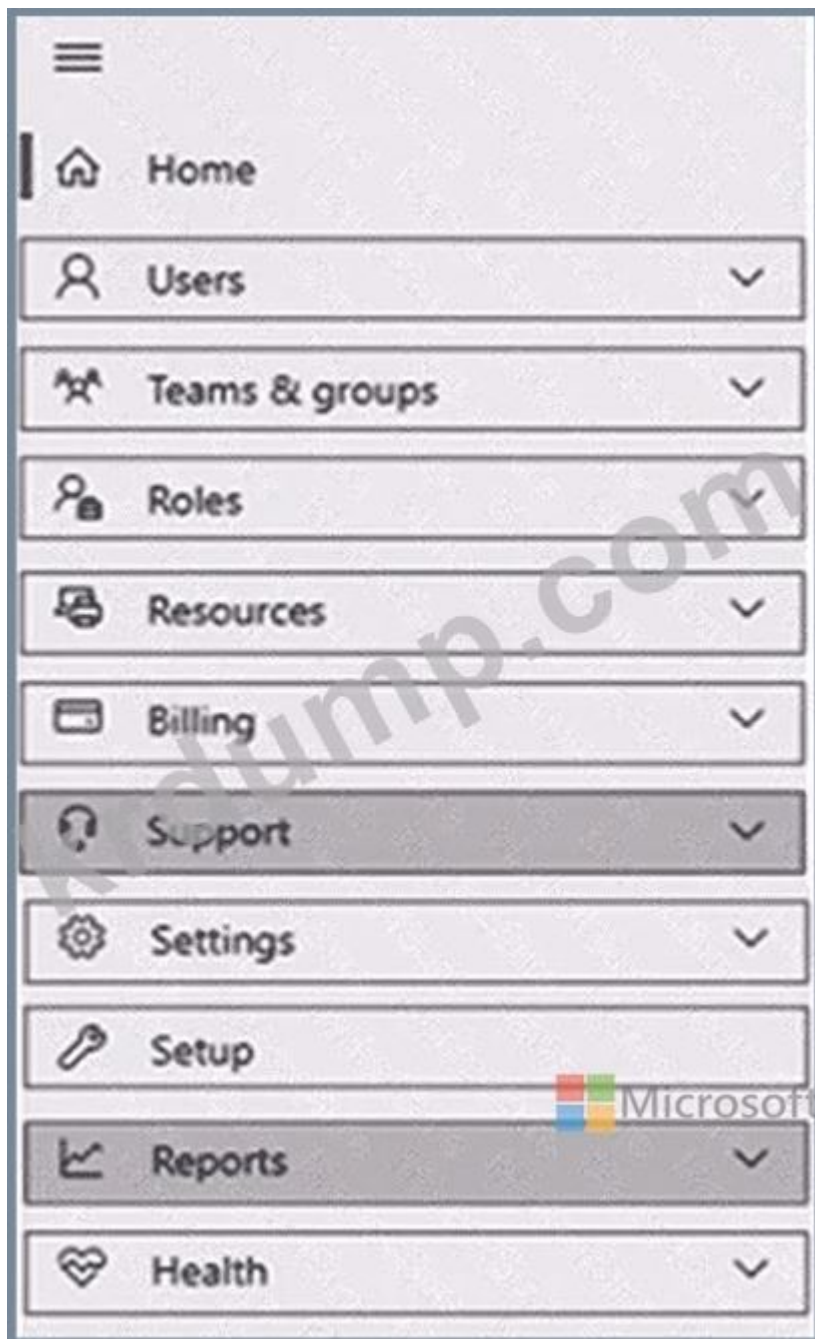 Home
Users
Teams & groups
Roles
Resources
Billing
Support
Settings
Setup
Microsoft
Reports
Health